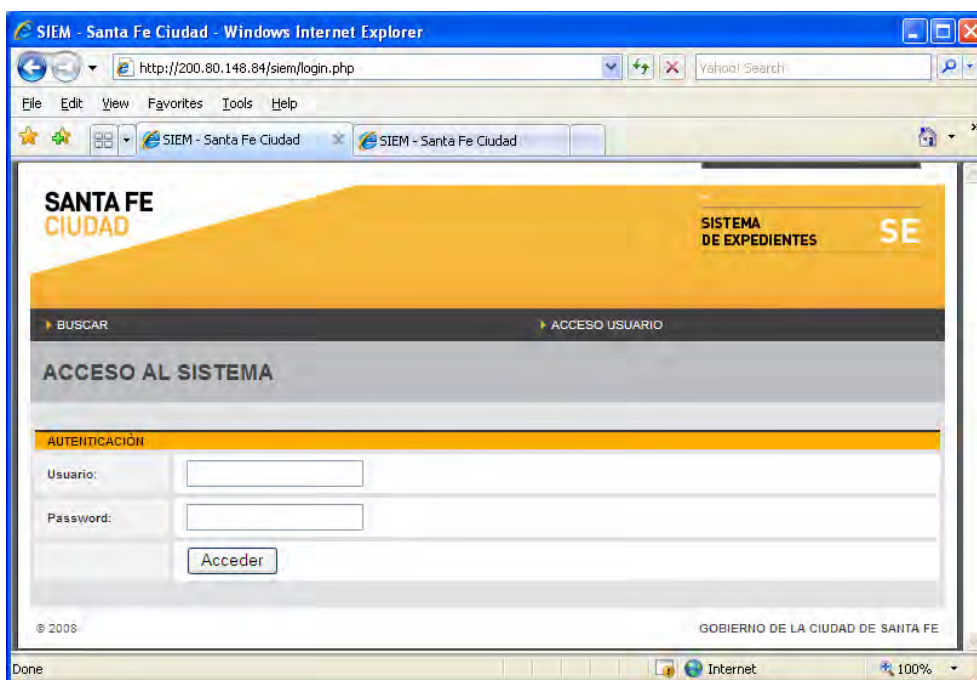 SIEM - Santa Fe Ciudad - Windows Internet Explorer
http://200.80.148.84/siem/login.php
Yahoo! Search
File Edit View Favorites Tools Help
SIEM - Santa Fe Ciudad
SIEM - Santa Fe Ciudad
SANTA FE
CIUDAD
SISTEMA
DE EXPEDIENTES
SE
BUSCAR
ACCESO USUARIO
ACCESO AL SISTEMA
AUTENTICACIÓN
Usuario:
Password:
Acceder
© 2008
GOBIERNO DE LA CIUDAD DE SANTA FE
Done
Internet
100%